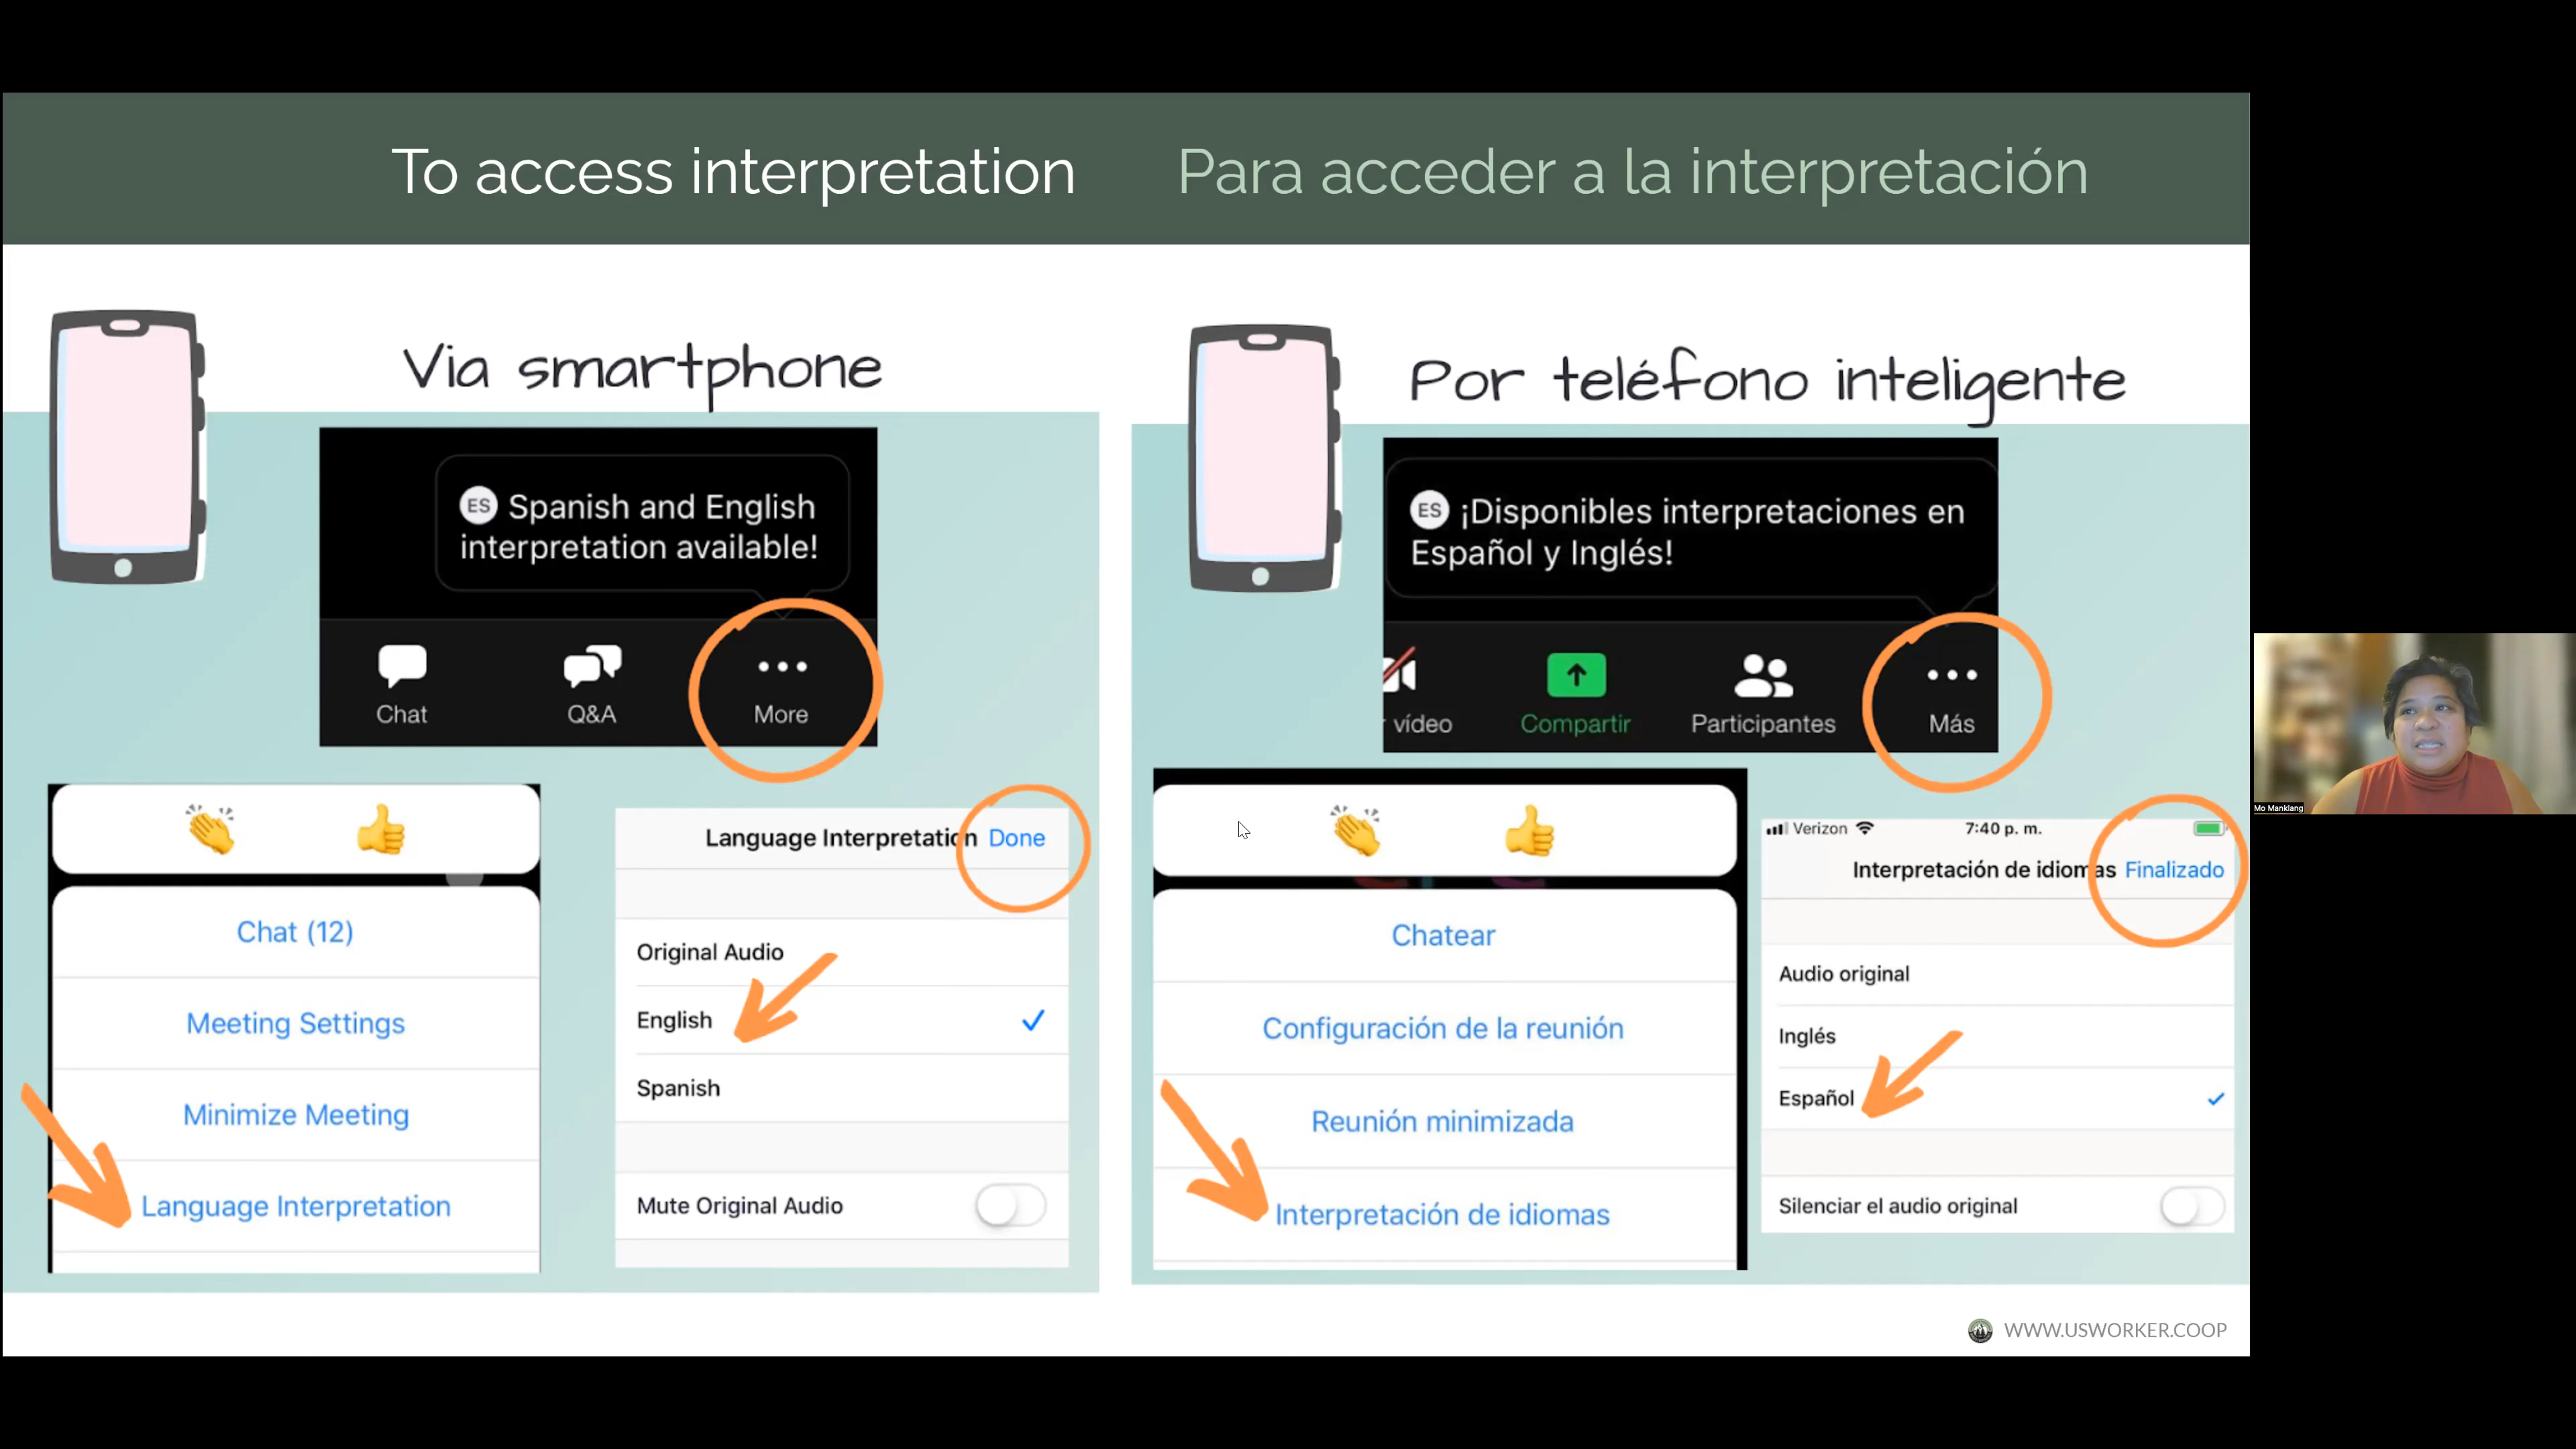 To access interpretation
Para acceder a la interpretación
Via smartphone
ES Spanish and English
interpretation available!
Chat
Q&A
More
Chat (12)
Meeting Settings
Minimize Meeting
Language Interpretation
Language Interpretation
Done
Original Audio
English
Spanish
Mute Original Audio
Por teléfono inteligente
ES ¡Disponibles interpretaciones en
Español y Inglés!
vídeo
Compartir
Participantes
Más
Chatear
Configuración de la reunión
Reunión minimizada
Interpretación de idiomas
Verizon
7:40 p. m.
Interpretación de idiomas
Finalizado
Audio original
Inglés
Español
Silenciar el audio original
WWW.USWORKER.COOP
Mo Manklang